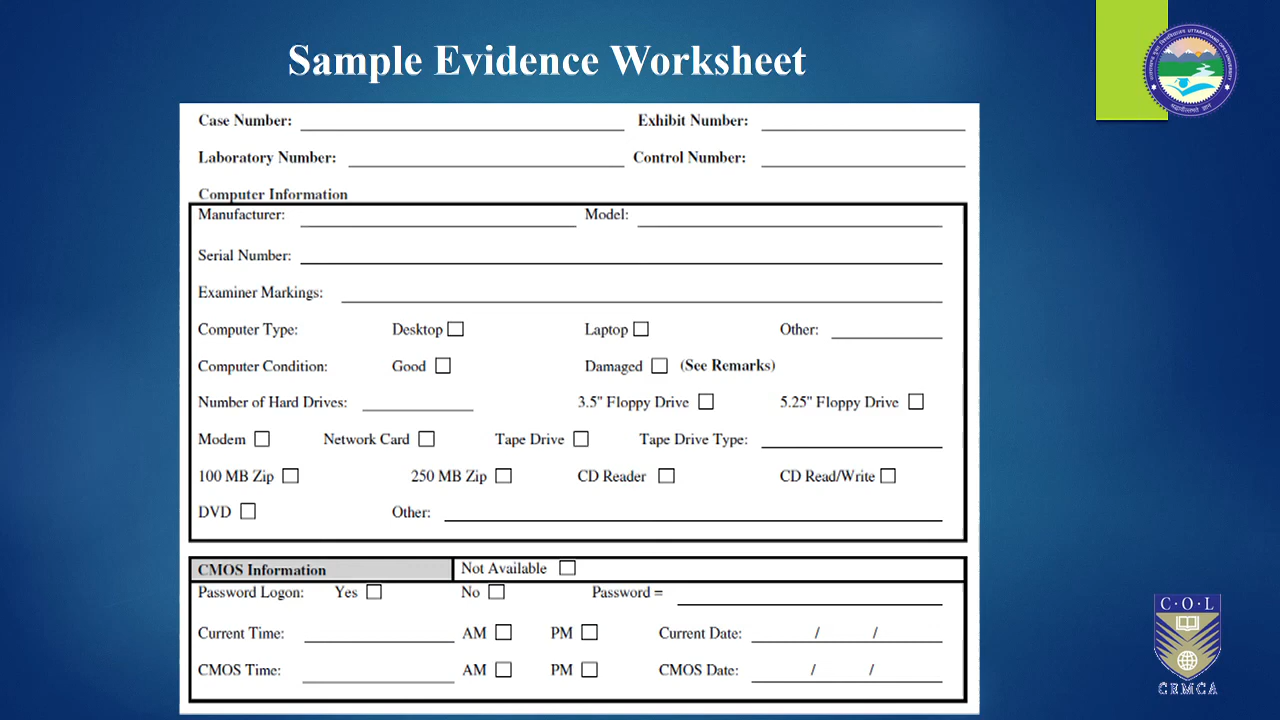 Sample Evidence Worksheet
Case Number: Exhibit Number:
Laboratory Number: Control Number:
Computer Information
Manufacturer: Model:
Serial Number:
Examiner Markings:
Computer Type: Desktop Laptop Other:
Computer Condition: Good Damaged (See Remarks)
Number of Hard Drives: 3.5" Floppy Drive 5.25" Floppy Drive
Modem Network Card Tape Drive Tape Drive Type:
100 MB Zip 250 MB Zip CD Reader CD Read/Write
DVD Other:
CMOS Information Not Available
Password Logon: Yes No Password =
Current Time: AM PM Current Date: / /
CMOS Time: AM PM CMOS Date: / /
UTTARAKHAND OPEN UNIVERSITY
C·O·L
CRMCA